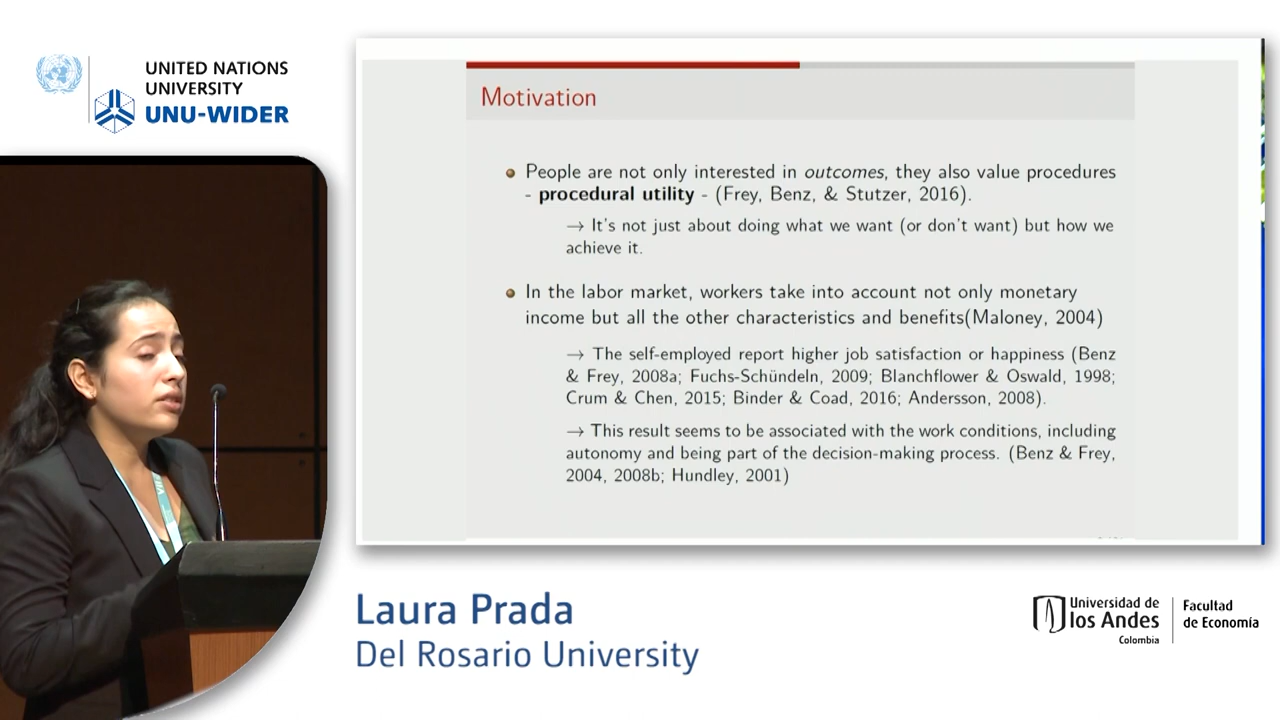 UNITED NATIONS
UNIVERSITY
UNU-WIDER
Motivation
People are not only interested in outcomes, they also value procedures
- procedural utility - (Frey, Benz, & Stutzer, 2016).
→ It's not just about doing what we want (or don't want) but how we
achieve it.
In the labor market, workers take into account not only monetary
income but all the other characteristics and benefits(Maloney, 2004)
→ The self-employed report higher job satisfaction or happiness (Benz
& Frey, 2008a; Fuchs-Schündeln, 2009; Blanchflower & Oswald, 1998;
Crum & Chen, 2015; Binder & Coad, 2016; Andersson, 2008).
→ This result seems to be associated with the work conditions, including
autonomy and being part of the decision-making process. (Benz & Frey,
2004, 2008b; Hundley, 2001)
Laura Prada
Del Rosario University
Universidad de
los Andes
Colombia
Facultad
de Economía